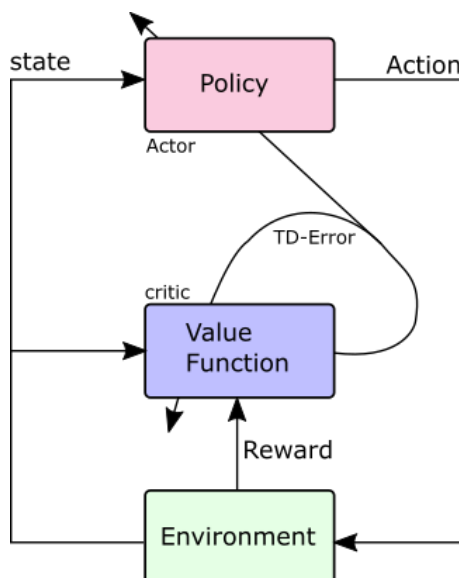 state
Policy
Action
Actor
TD-Error
critic
Value
Function
Reward
Environment